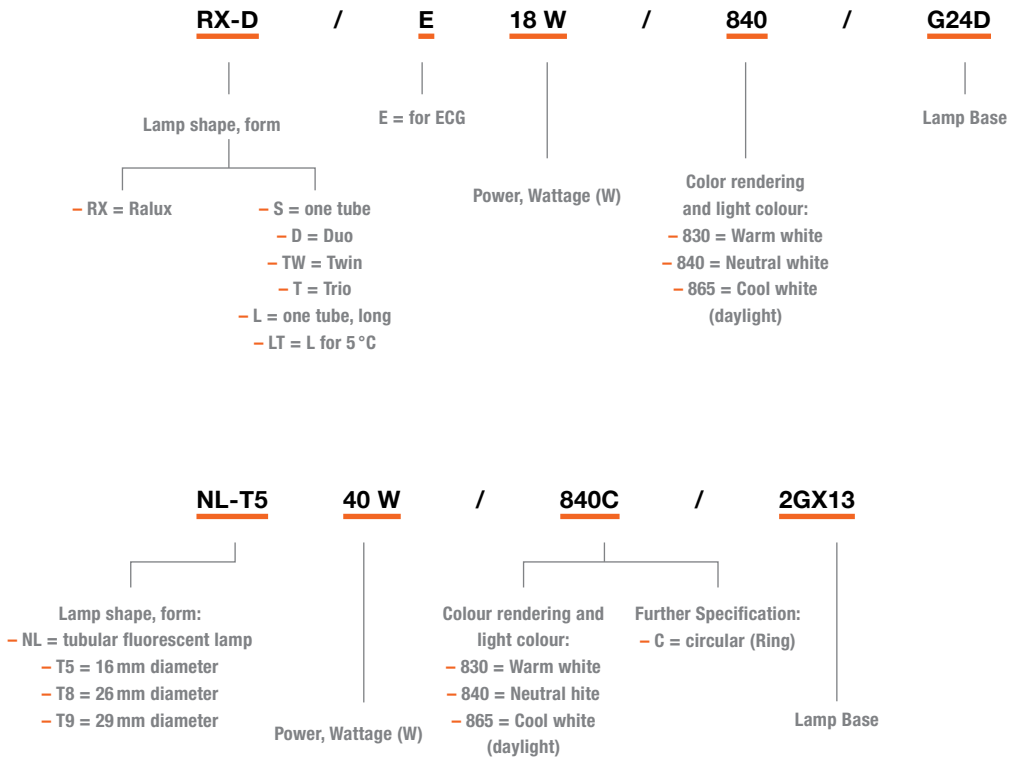 RX-D / E 18 W / 840 / G24D
Lamp shape, form
E = for ECG
Lamp Base
– RX = Ralux
– S = one tube
– D = Duo
– TW = Twin
– T = Trio
– L = one tube, long
– LT = L for 5 °C
Power, Wattage (W)
Color rendering
and light colour:
– 830 = Warm white
– 840 = Neutral white
– 865 = Cool white
(daylight)
NL-T5 40 W / 840C / 2GX13
Lamp shape, form:
– NL = tubular fluorescent lamp
– T5 = 16 mm diameter
– T8 = 26 mm diameter
– T9 = 29 mm diameter
Power, Wattage (W)
Colour rendering and
light colour:
– 830 = Warm white
– 840 = Neutral hite
– 865 = Cool white
(daylight)
Further Specification:
– C = circular (Ring)
Lamp Base